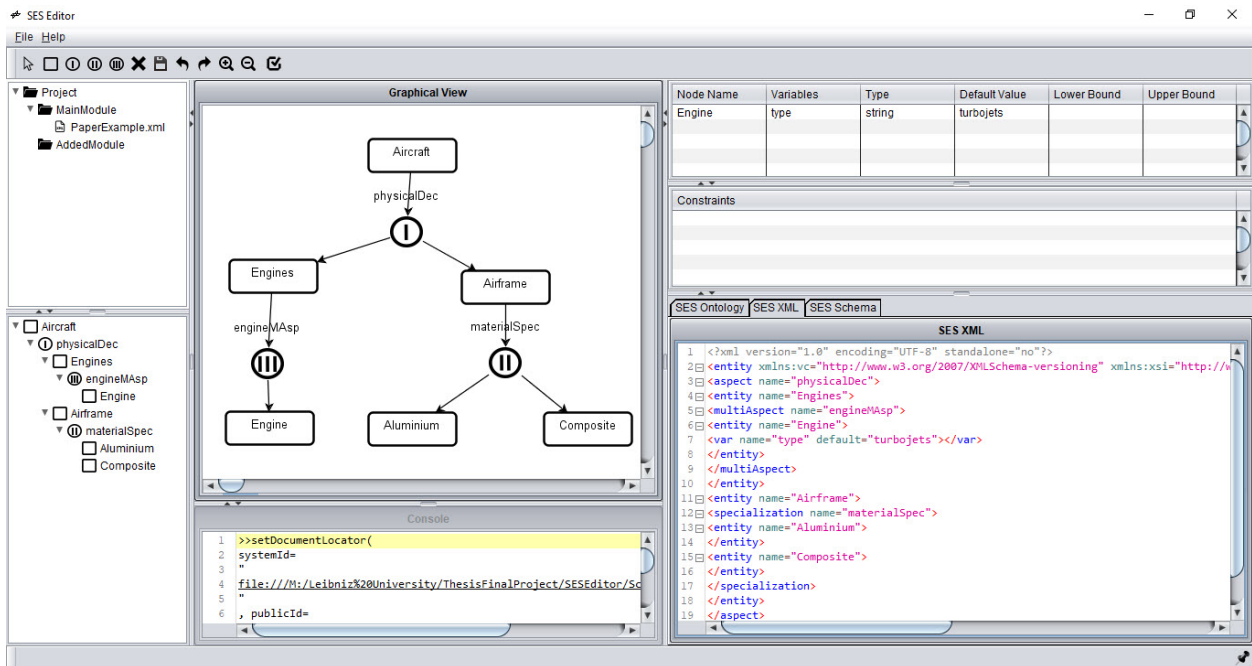 SES Editor
File Help
Project
MainModule
PaperExample.xml
AddedModule
Aircraft
physicalDec
Engines
engineMAsp
Engine
Airframe
materialSpec
Aluminium
Composite
Graphical View
Aircraft
physicalDec
I
Engines
Airframe
engineMAsp
materialSpec
III
II
Engine
Aluminium
Composite
Console
1 >>setDocumentLocator(
2 systemId=
3 "
4 file:///M:/Leibniz%20University/ThesisFinalProject/SESEditor/Sc
5 "
6 , publicId=
Node Name Variables Type Default Value Lower Bound Upper Bound
Engine type string turbojets
Constraints
SES Ontology SES XML SES Schema
SES XML
1 <?xml version="1.0" encoding="UTF-8" standalone="no"?>
2 <entity xmlns:vc="http://www.w3.org/2007/XMLSchema-versioning" xmlns:xsi="http://w
3 <aspect name="physicalDec">
4 <entity name="Engines">
5 <multiAspect name="engineMAsp">
6 <entity name="Engine">
7 <var name="type" default="turbojets"></var>
8 </entity>
9 </multiAspect>
10 </entity>
11 <entity name="Airframe">
12 <specialization name="materialSpec">
13 <entity name="Aluminium">
14 </entity>
15 <entity name="Composite">
16 </entity>
17 </specialization>
18 </entity>
19 </aspect>